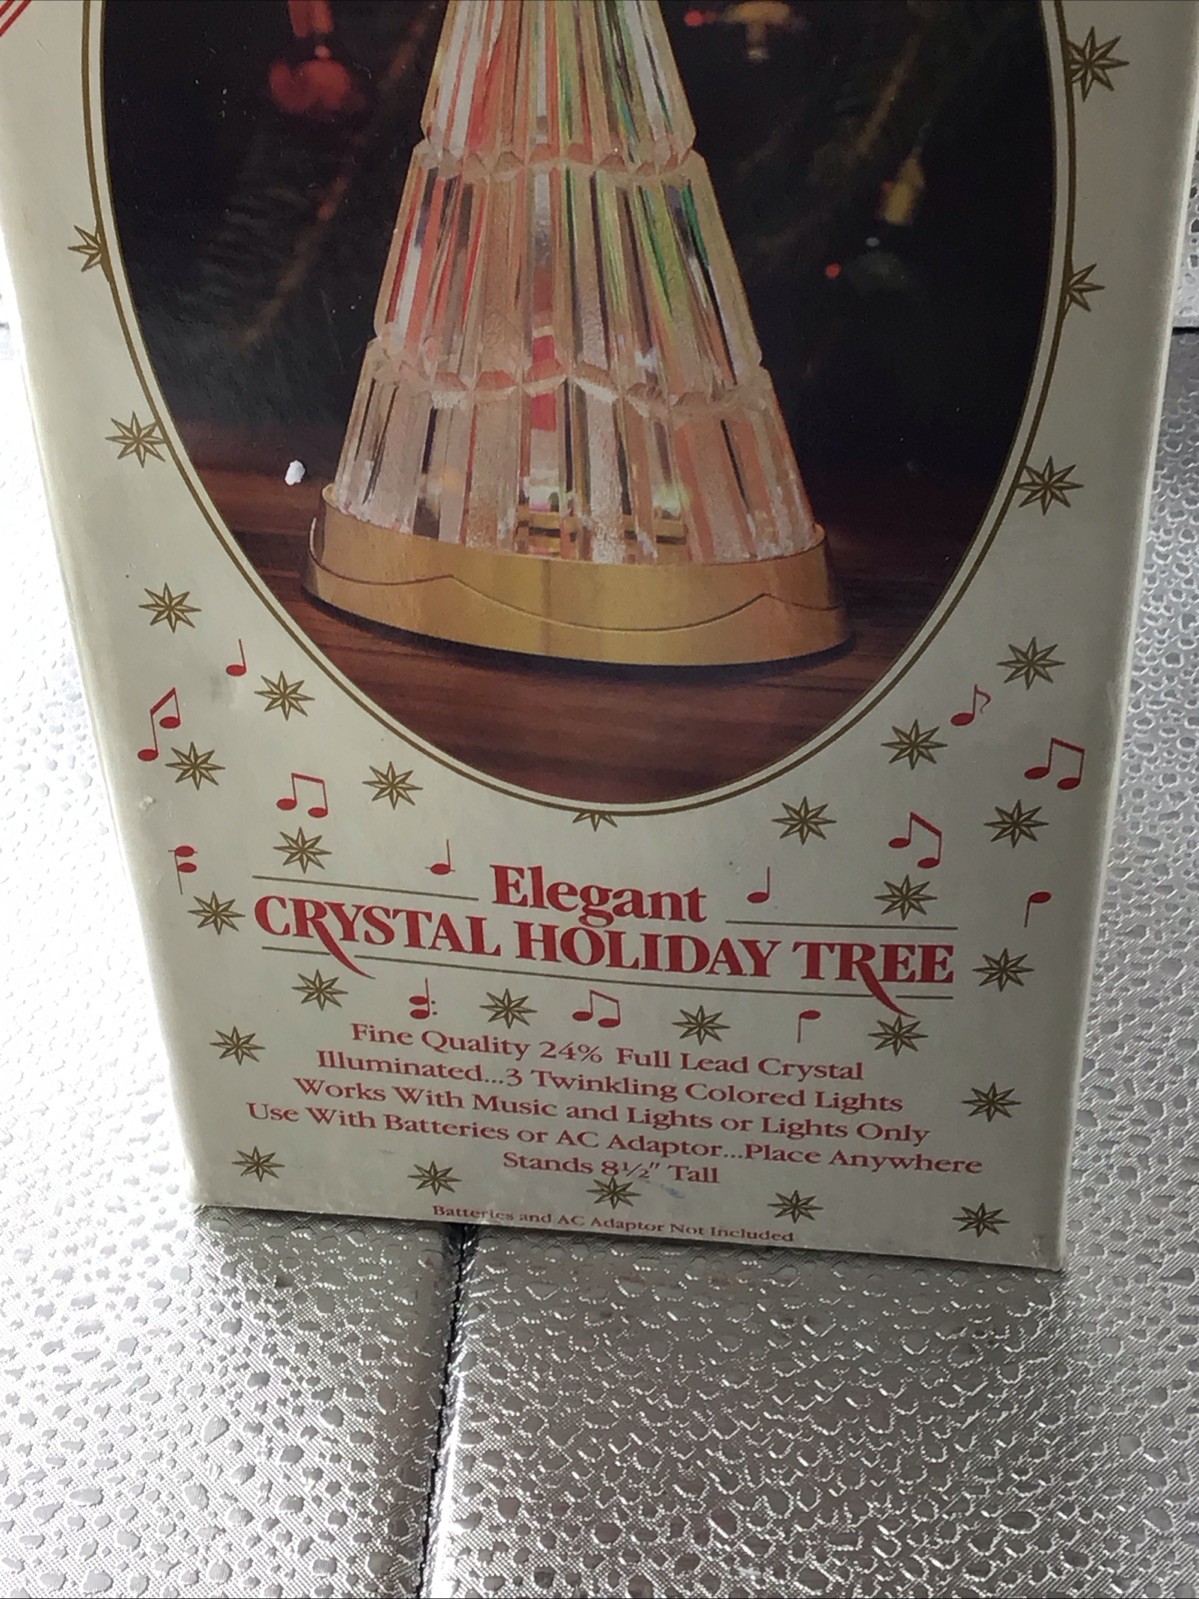 Elegant
CRYSTAL HOLIDAY TREE
Fine Quality 24% Full Lead Crystal
Illuminated...3 Twinkling Colored Lights
Works With Music and Lights or Lights Only
Use With Batteries or AC Adaptor...Place Anywhere
Stands 8½" Tall
Batteries and AC Adaptor Not Included